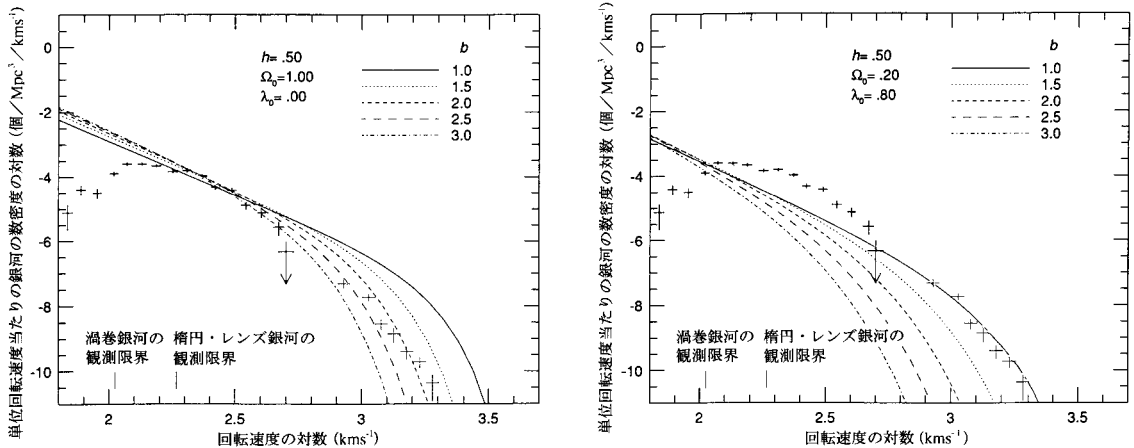 単位回転速度当たりの銀河の数密度の対数 (個/Mpc³/kms⁻¹)
0
-2
-4
-6
-8
-10
h= .50
Ω₀=1.00
λ₀= .00
b
1.0
1.5
2.0
2.5
3.0
渦巻銀河の 楕円・レンズ銀河の
観測限界 観測限界
2 2.5 3 3.5
回転速度の対数 (kms⁻¹)
単位回転速度当たりの銀河の数密度の対数 (個/Mpc³/kms⁻¹)
0
-2
-4
-6
-8
-10
h= .50
Ω₀= .20
λ₀= .80
b
1.0
1.5
2.0
2.5
3.0
渦巻銀河の 楕円・レンズ銀河の
観測限界 観測限界
2 2.5 3 3.5
回転速度の対数 (kms⁻¹)